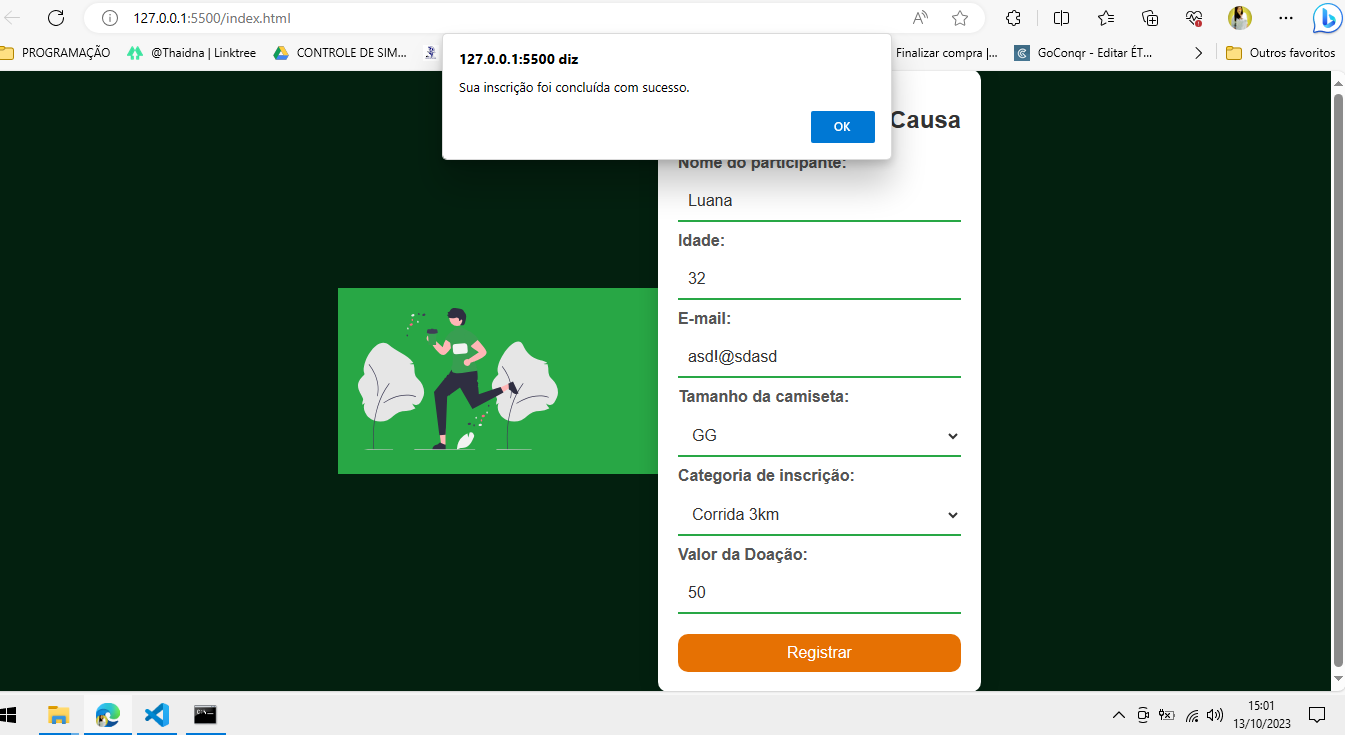 127.0.0.1:5500/index.html
PROGRAMAÇÃO
@Thaidna | Linktree
CONTROLE DE SIM...
Finalizar compra |...
GoConqr - Editar ÉT...
Outros favoritos
127.0.0.1:5500 diz
Sua inscrição foi concluída com sucesso.
OK
Causa
Nome do participante:
Luana
Idade:
32
E-mail:
asd!@sdasd
Tamanho da camiseta:
GG
Categoria de inscrição:
Corrida 3km
Valor da Doação:
50
Registrar
15:01
13/10/2023